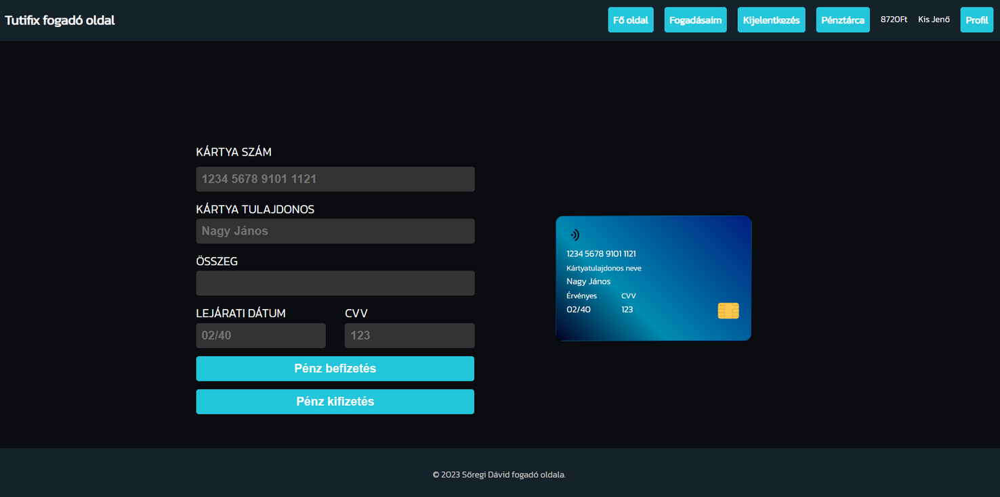 Tutifix fogadó oldal
Fő oldal
Fogadásaim
Kijelentkezés
Pénztárca
8720Ft
Kis Jenő
Profil
KÁRTYA SZÁM
1234 5678 9101 1121
KÁRTYA TULAJDONOS
Nagy János
ÖSSZEG
LEJÁRATI DÁTUM CVV
02/40 123
Pénz befizetés
Pénz kifizetés
1234 5678 9101 1121
Kártyatulajdonos neve
Nagy János
Érvényes CVV
02/40 123
© 2023 Sőregi Dávid fogadó oldala.